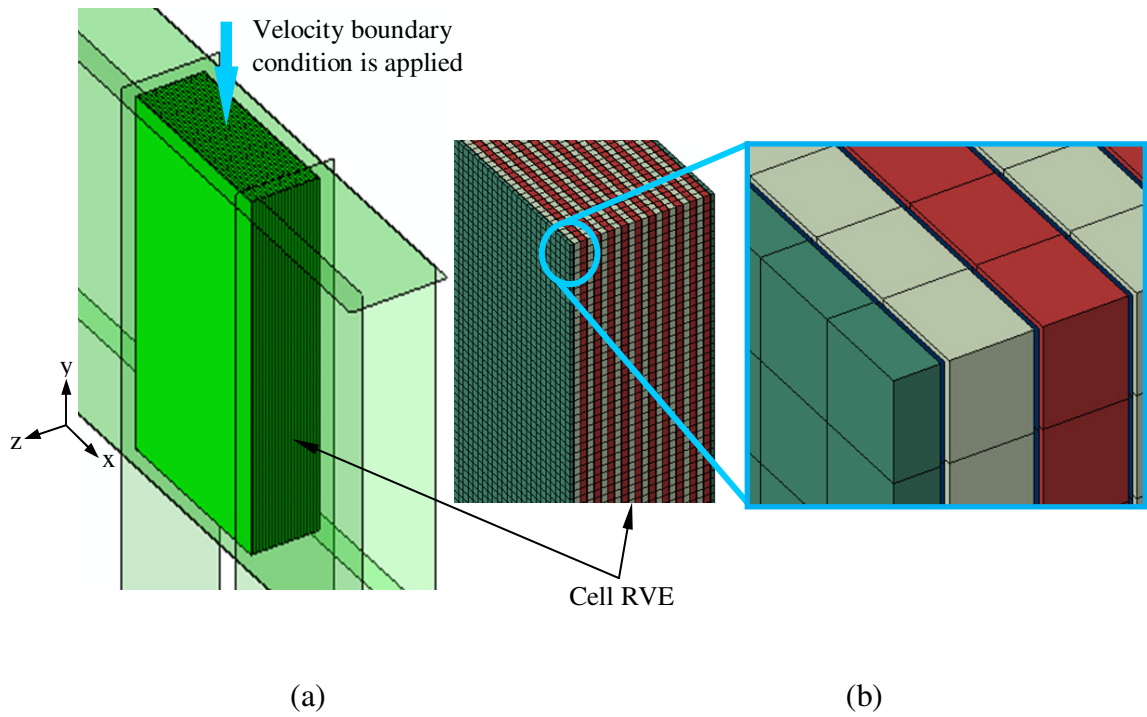 Velocity boundary
condition is applied
y
z
x
Cell RVE
(a)
(b)